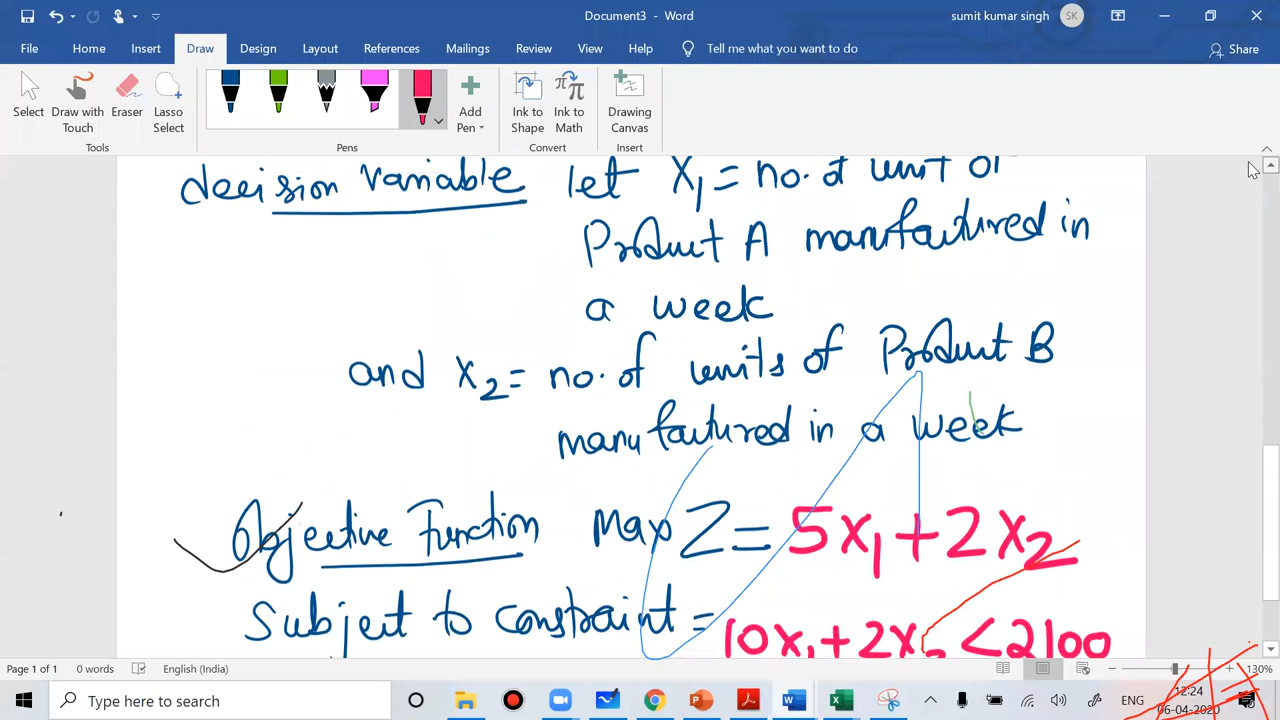 Document3 - Word
sumit kumar singh
SK
File Home Insert Draw Design Layout References Mailings Review View Help Tell me what you want to do
Share
Select
Draw with Touch
Eraser
Lasso Select
Add Pen
Ink to Shape
Ink to Math
Drawing Canvas
Tools
Pens
Convert
Insert
decision variable let X₁ = no. of unit of
Product A manufactured in
a week
and X₂ = no. of units of Product B
manufactured in a week
Objective Function Max Z = 5x₁ + 2x₂
Subject to constraint =
10x₁ + 2x₂ < 2100
Page 1 of 1 0 words English (India)
130%
Type here to search
ENG
12:24
06-04-2020